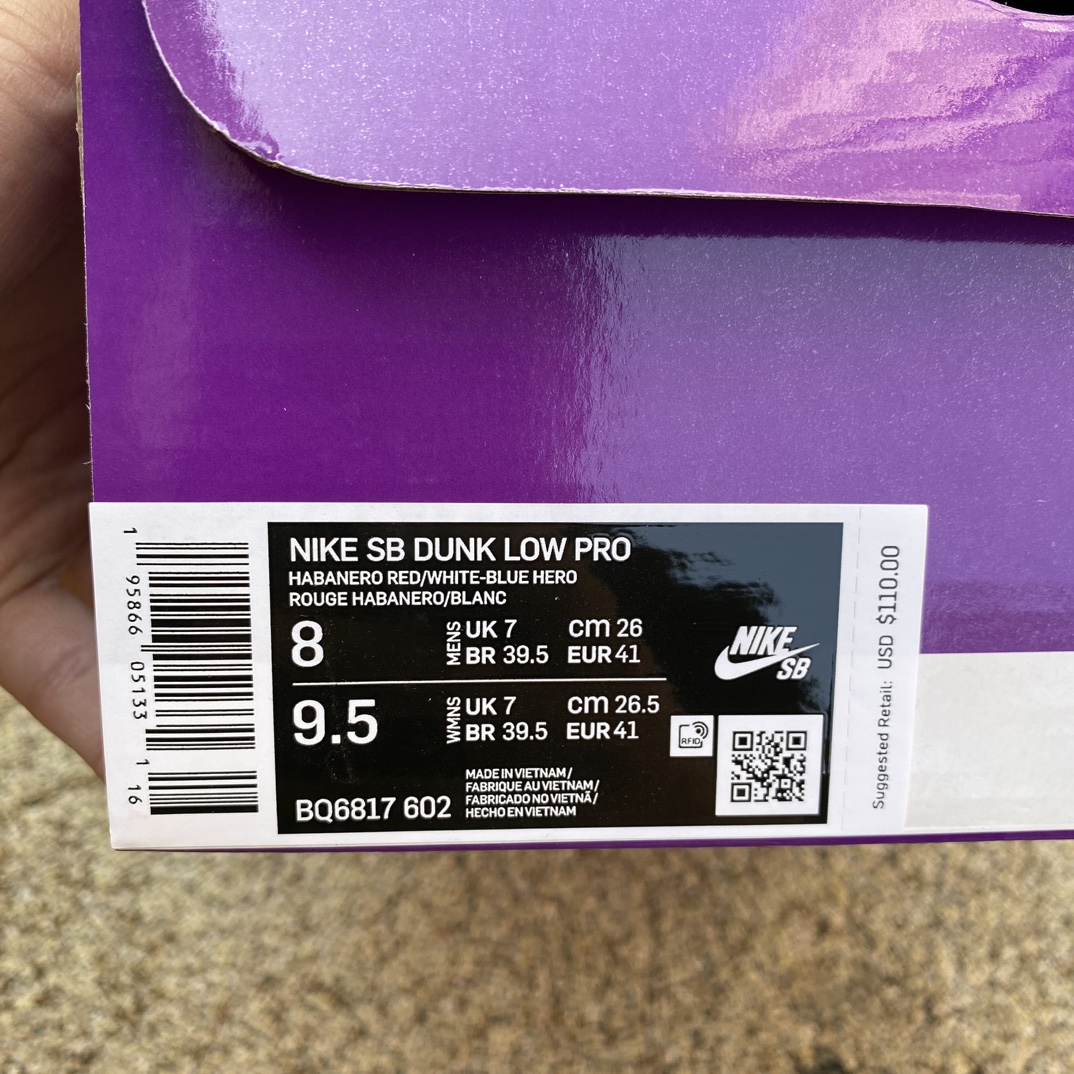 NIKE SB DUNK LOW PRO
HABANERO RED/WHITE-BLUE HERO
ROUGE HABANERO/BLANC
8
MENS
UK 7 cm 26
BR 39.5 EUR 41
9.5
WMNS
UK 7 cm 26.5
BR 39.5 EUR 41
BQ6817 602
MADE IN VIETNAM/
FABRIQUE AU VIETNAM/
FABRICADO NO VIETNÃ/
HECHO EN VIETNAM
NIKE
SB
RFID
1 95866 05133 1 16
Suggested Retail: USD $110.00